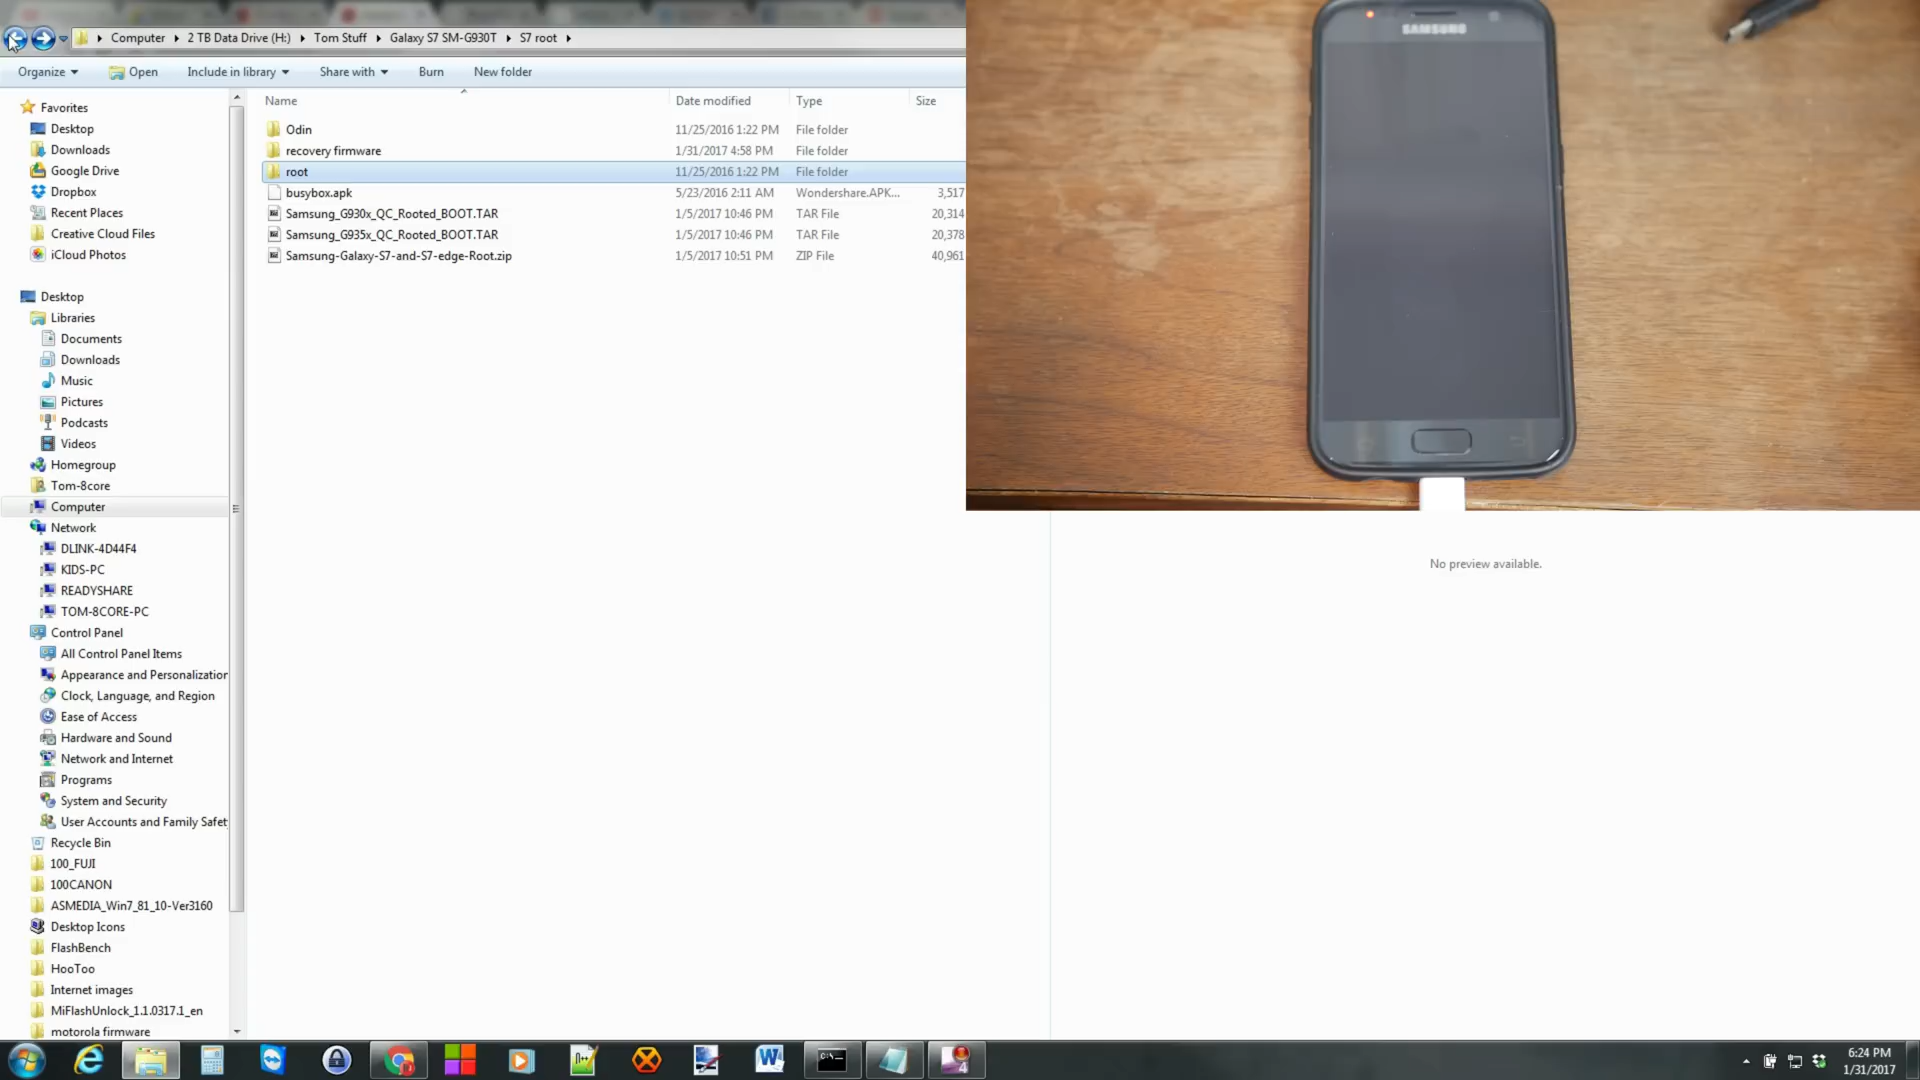 Computer 2 TB Data Drive (H:) Tom Stuff Galaxy S7 SM-G930T S7 root
Organize Open Include in library Share with Burn New folder
Name Date modified Type Size
Odin 11/25/2016 1:22 PM File folder
recovery firmware 1/31/2017 4:58 PM File folder
root 11/25/2016 1:22 PM File folder
busybox.apk 5/23/2016 2:11 AM Wondershare.APK... 3,517
Samsung_G930x_QC_Rooted_BOOT.TAR 1/5/2017 10:46 PM TAR File 20,314
Samsung_G935x_QC_Rooted_BOOT.TAR 1/5/2017 10:46 PM TAR File 20,378
Samsung-Galaxy-S7-and-S7-edge-Root.zip 1/5/2017 10:51 PM ZIP File 40,961
Favorites
Desktop
Downloads
Google Drive
Dropbox
Recent Places
Creative Cloud Files
iCloud Photos
Desktop
Libraries
Documents
Downloads
Music
Pictures
Podcasts
Videos
Homegroup
Tom-8core
Computer
Network
DLINK-4D44F4
KIDS-PC
READYSHARE
TOM-8CORE-PC
Control Panel
All Control Panel Items
Appearance and Personalization
Clock, Language, and Region
Ease of Access
Hardware and Sound
Network and Internet
Programs
System and Security
User Accounts and Family Safet
Recycle Bin
100_FUJI
100CANON
ASMEDIA_Win7_81_10-Ver3160
Desktop Icons
FlashBench
HooToo
Internet images
MiFlashUnlock_1.1.0317.1_en
motorola firmware
SAMSUNG
No preview available.
6:24 PM
1/31/2017